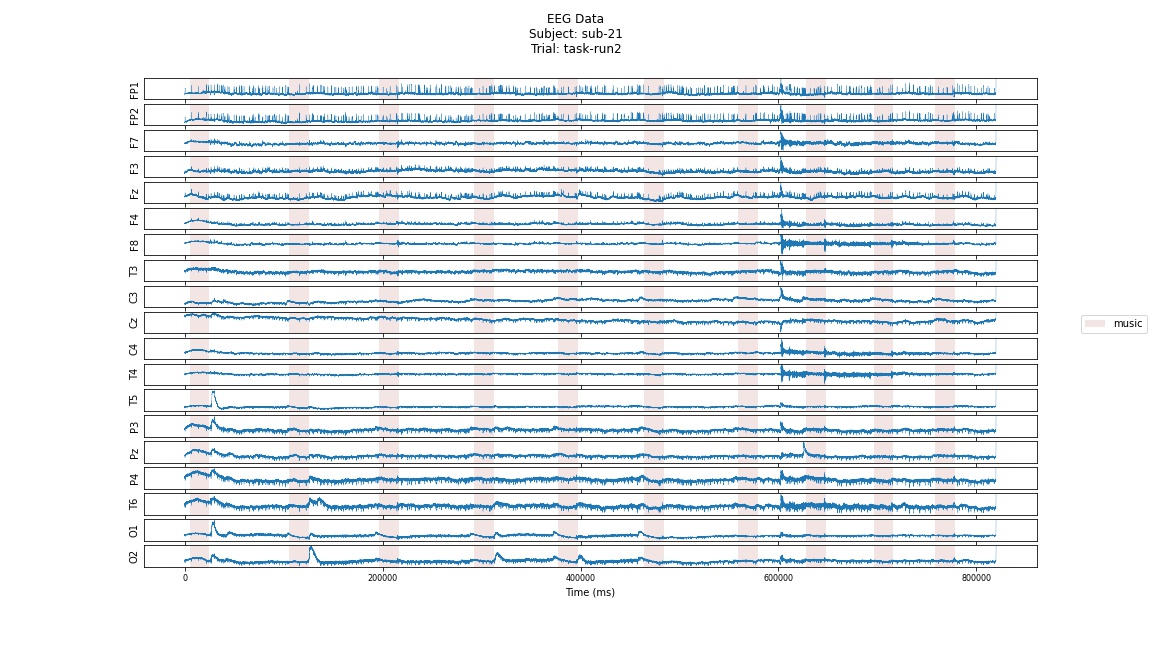 EEG Data
Subject: sub-21
Trial: task-run2
FP1
FP2
F7
F3
Fz
F4
F8
T3
C3
Cz
C4
T4
T5
P3
Pz
P4
T6
O1
O2
music
0 200000 400000 600000 800000
Time (ms)